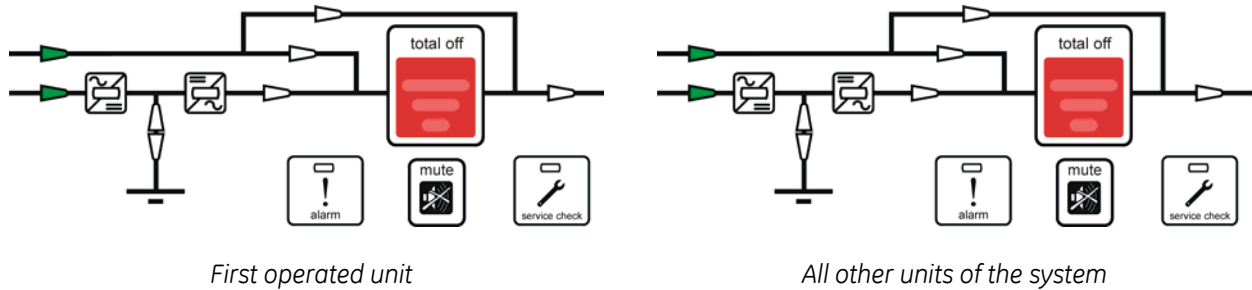 total off
total off
mute
mute
alarm
service check
alarm
service check
First operated unit
All other units of the system